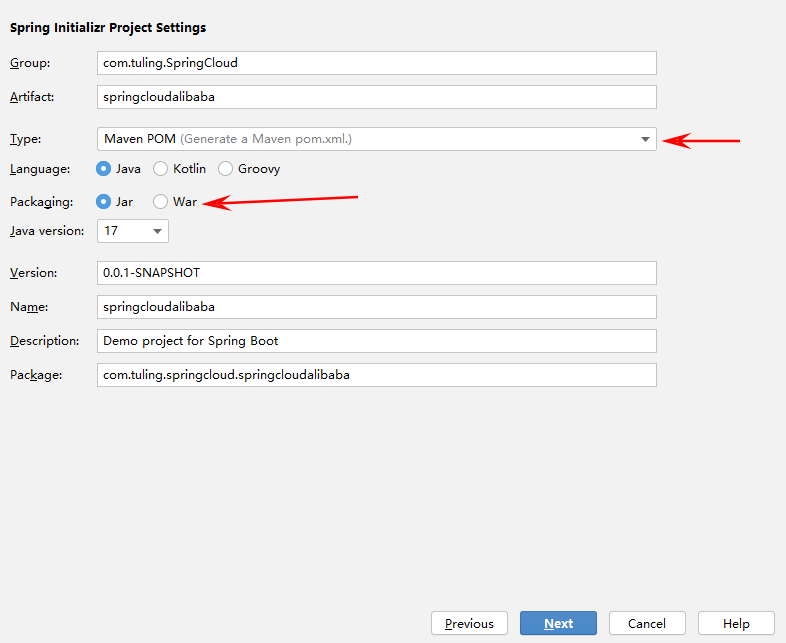 Spring Initializr Project Settings
Group: com.tuling.SpringCloud
Artifact: springcloudalibaba
Type: Maven POM (Generate a Maven pom.xml.)
Language: Java Kotlin Groovy
Packaging: Jar War
Java version: 17
Version: 0.0.1-SNAPSHOT
Name: springcloudalibaba
Description: Demo project for Spring Boot
Package: com.tuling.springcloud.springcloudalibaba
Previous Next Cancel Help